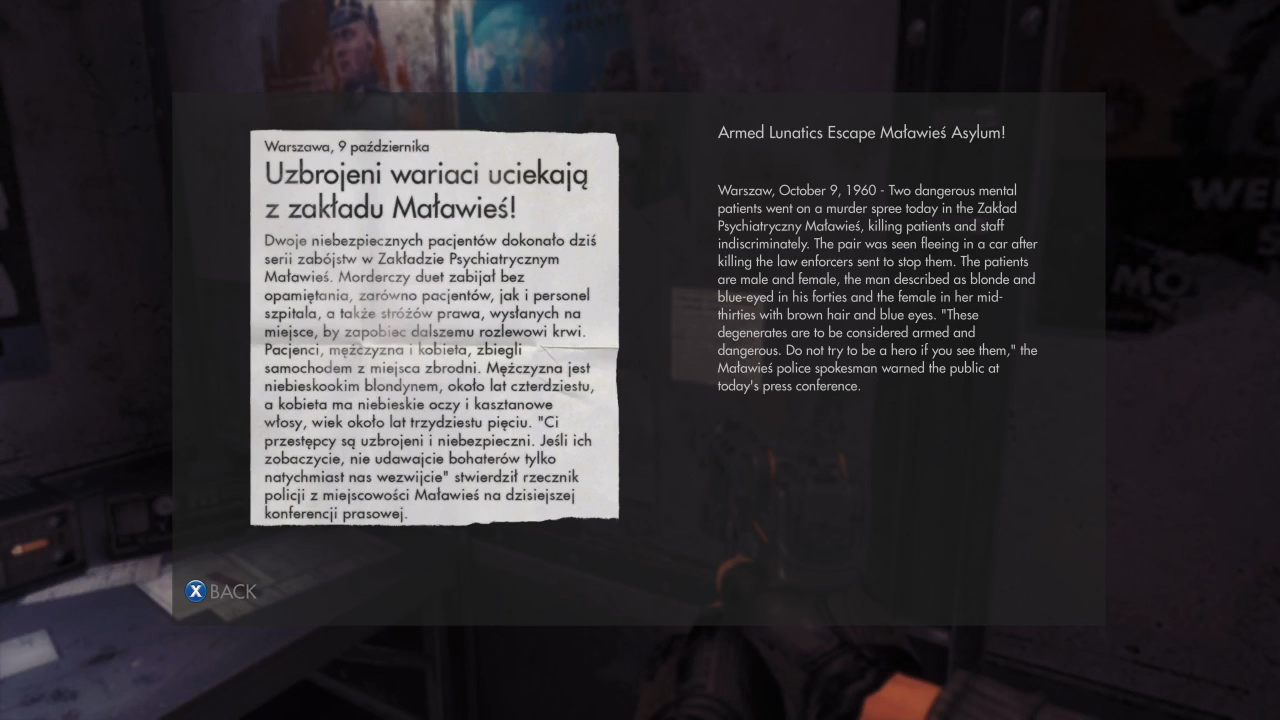 Warszawa, 9 października
Uzbrojeni wariaci uciekają
z zakładu Maławieś!
Dwoje niebezpiecznych pacjentów dokonało dziś
serii zabójstw w Zakładzie Psychiatrycznym
Maławieś. Morderczy duet zabijał bez
opamiętania, zarówno pacjentów, jak i personel
szpitala, a także stróżów prawa, wysłanych na
miejsce, by zapobiec dalszemu rozlewowi krwi.
Pacjenci, mężczyzna i kobieta, zbiegli
samochodem z miejsca zbrodni. Mężczyzna jest
niebieskookim blondynem, około lat czterdziestu,
a kobieta ma niebieskie oczy i kasztanowe
włosy, wiek około lat trzydziestu pięciu. "Ci
przestępcy są uzbrojeni i niebezpieczni. Jeśli ich
zobaczycie, nie udawajcie bohaterów tylko
natychmiast nas wezwijcie" stwierdził rzecznik
policji z miejscowości Maławieś na dzisiejszej
konferencji prasowej.
Armed Lunatics Escape Maławieś Asylum!
Warszaw, October 9, 1960 - Two dangerous mental
patients went on a murder spree today in the Zakład
Psychiatryczny Maławieś, killing patients and staff
indiscriminately. The pair was seen fleeing in a car after
killing the law enforcers sent to stop them. The patients
are male and female, the man described as blonde and
blue-eyed in his forties and the female in her mid-
thirties with brown hair and blue eyes. "These
degenerates are to be considered armed and
dangerous. Do not try to be a hero if you see them," the
Maławieś police spokesman warned the public at
today's press conference.
X BACK